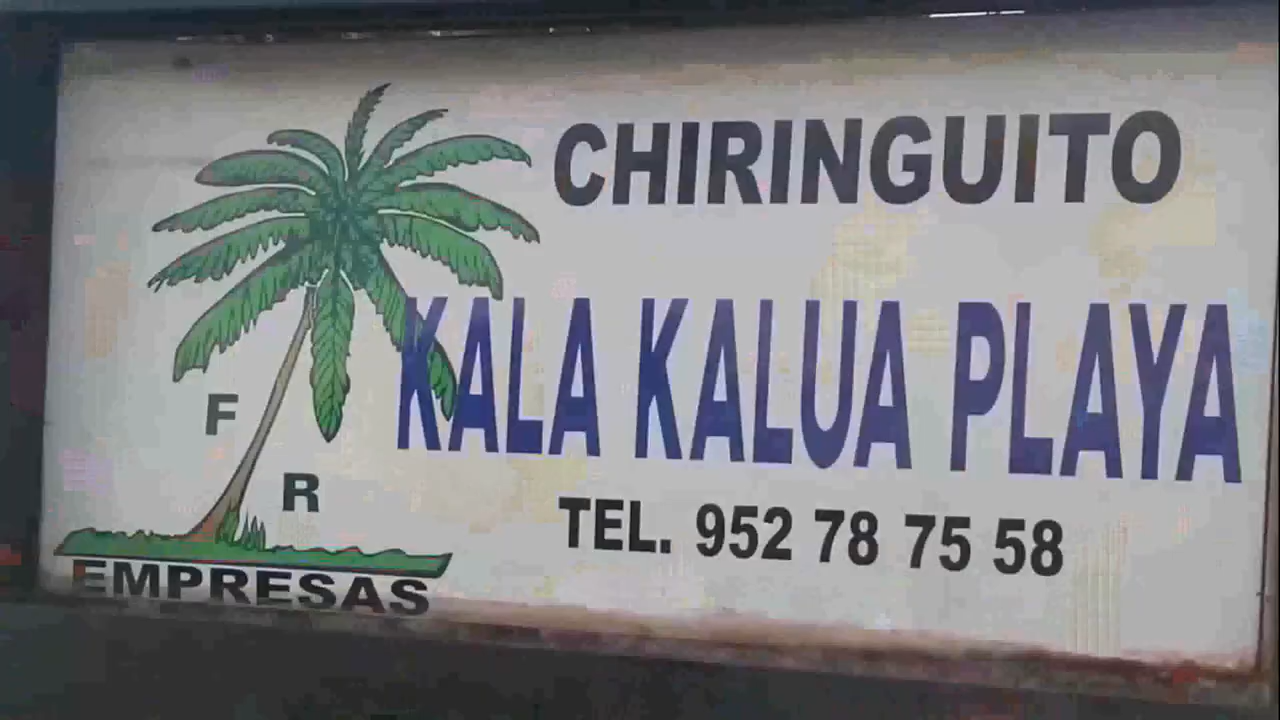 CHIRINGUITO
KALA KALUA PLAYA
TEL. 952 78 75 58
F
R
EMPRESAS